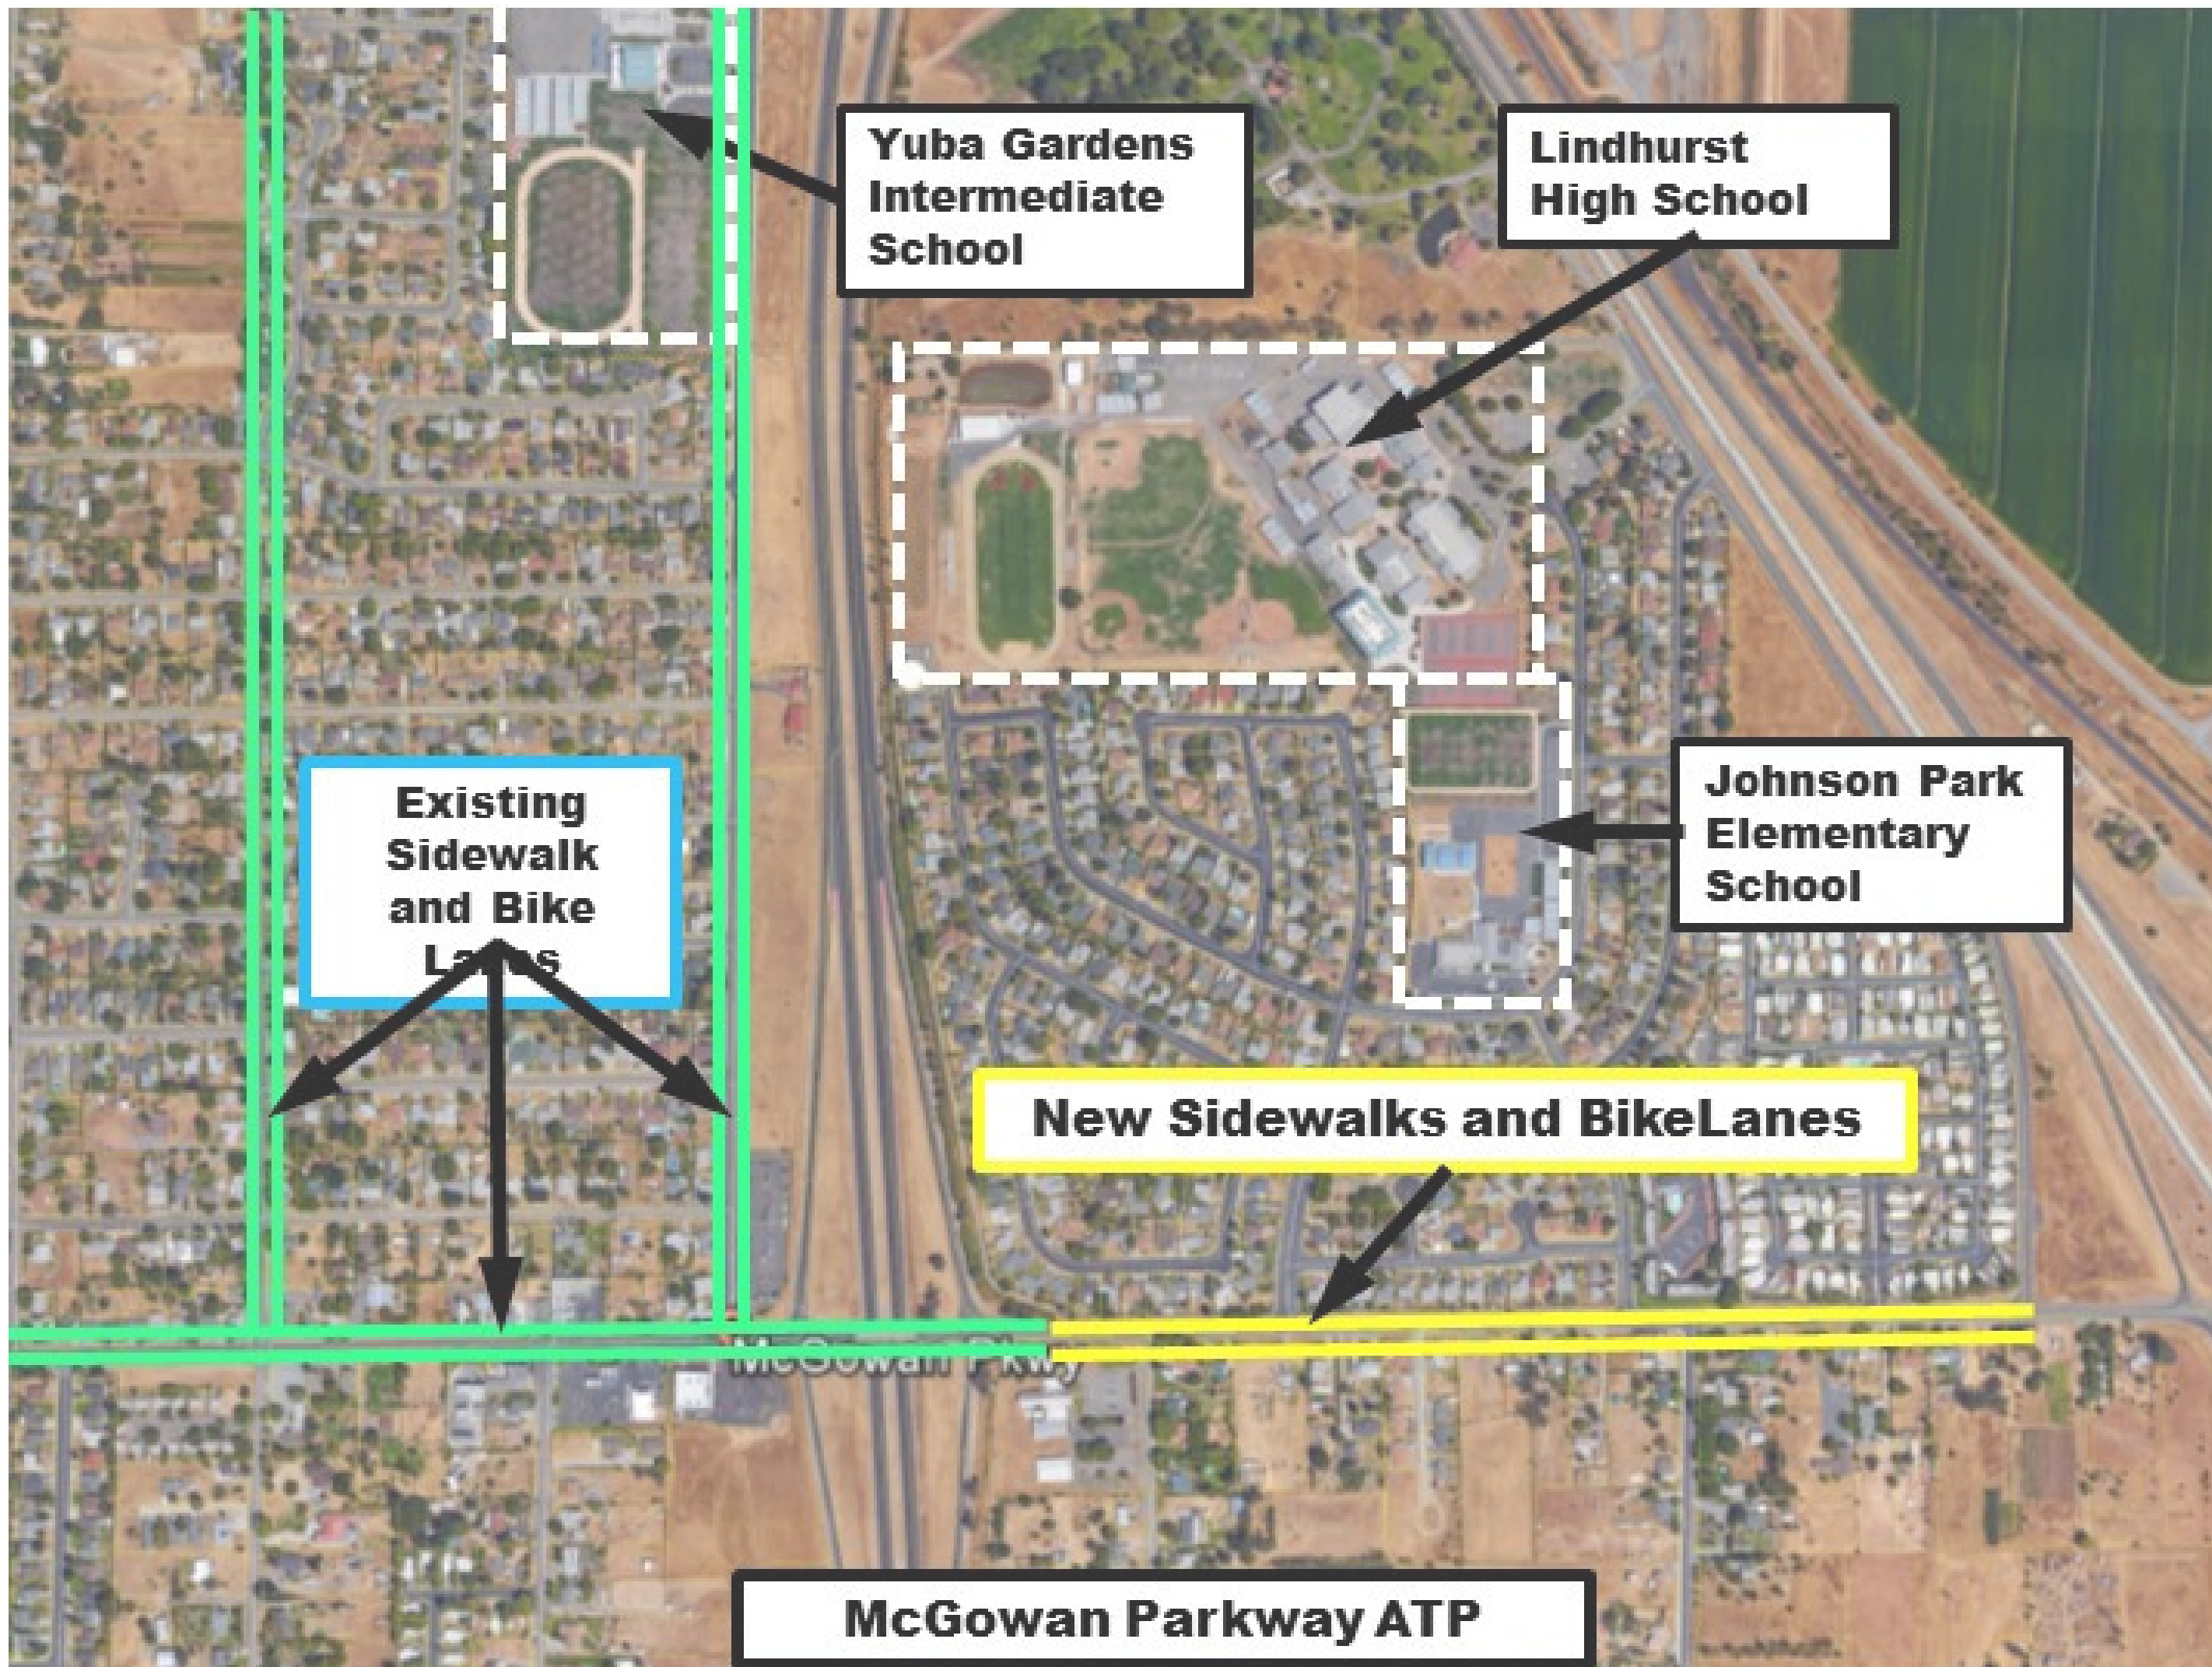 Yuba Gardens
Intermediate
School
Lindhurst
High School
Existing
Sidewalk
and Bike
Lanes
Johnson Park
Elementary
School
New Sidewalks and BikeLanes
McGowan Pkwy
McGowan Parkway ATP